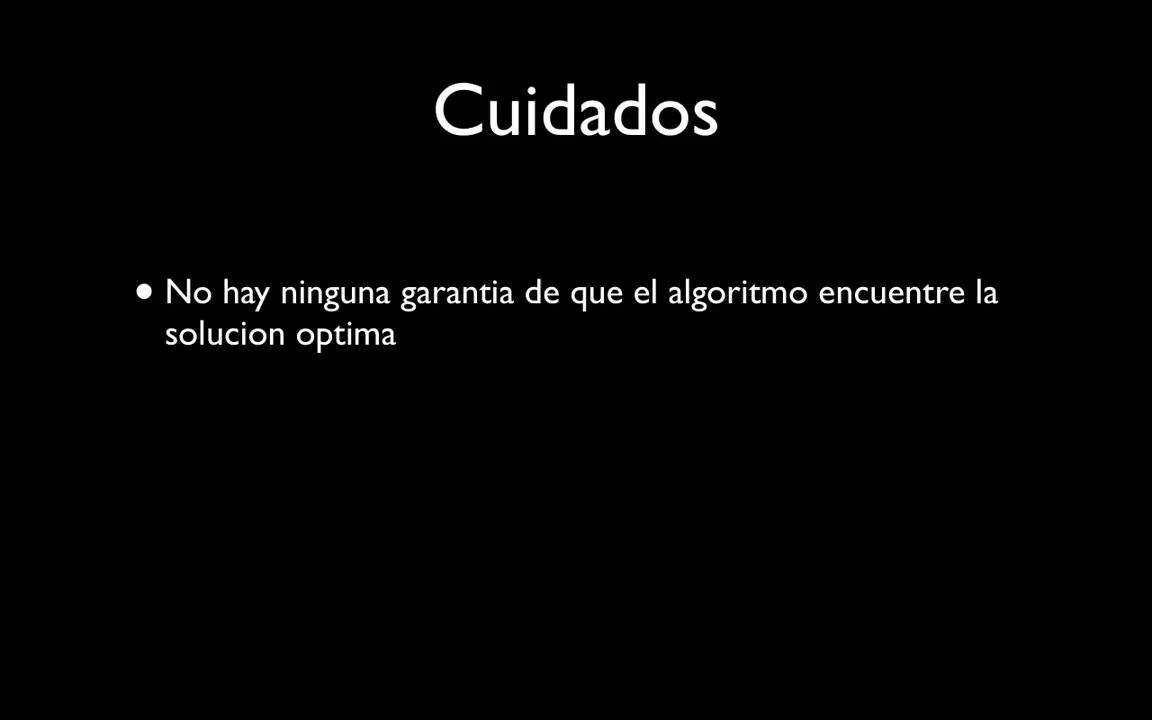 Cuidados
• No hay ninguna garantia de que el algoritmo encuentre la
solucion optima